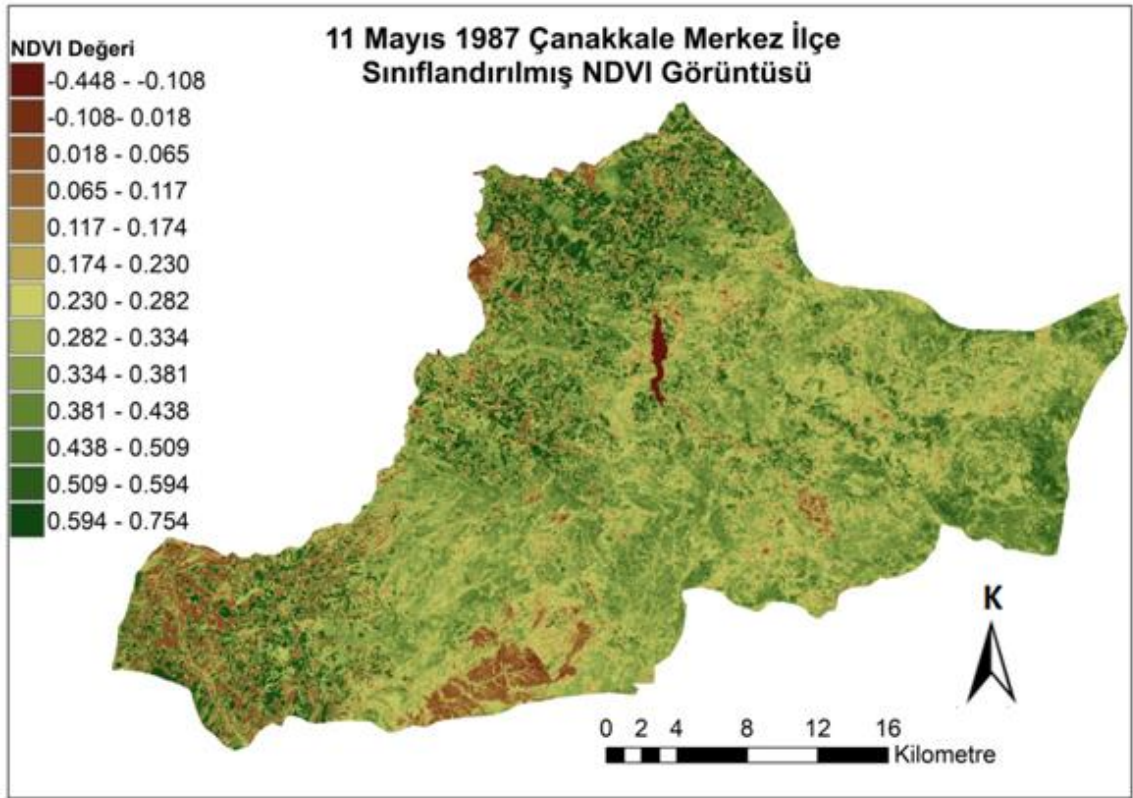 11 Mayıs 1987 Çanakkale Merkez İlçe
Sınıflandırılmış NDVI Görüntüsü
NDVI Değeri
-0.448 - -0.108
-0.108- 0.018
0.018 - 0.065
0.065 - 0.117
0.117 - 0.174
0.174 - 0.230
0.230 - 0.282
0.282 - 0.334
0.334 - 0.381
0.381 - 0.438
0.438 - 0.509
0.509 - 0.594
0.594 - 0.754
K
0 2 4 8 12 16
Kilometre